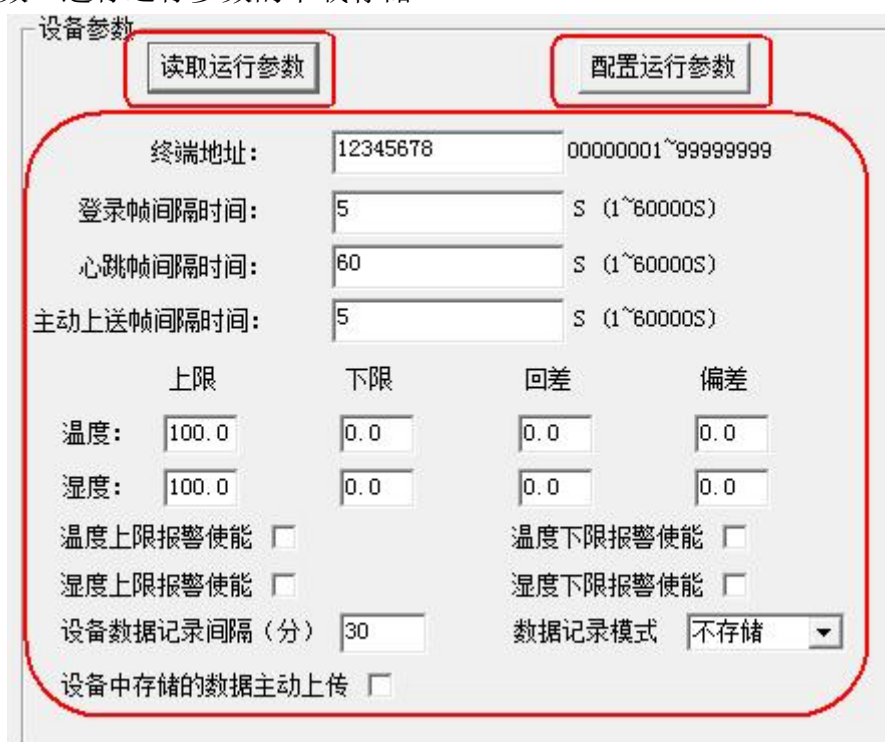 设备参数
读取运行参数 配置运行参数
终端地址: 12345678 00000001~99999999
登录帧间隔时间: 5 S (1~60000S)
心跳帧间隔时间: 60 S (1~60000S)
主动上送帧间隔时间: 5 S (1~60000S)
上限 下限 回差 偏差
温度: 100.0 0.0 0.0 0.0
湿度: 100.0 0.0 0.0 0.0
温度上限报警使能 温度下限报警使能
湿度上限报警使能 湿度下限报警使能
设备数据记录间隔(分) 30 数据记录模式 不存储
设备中存储的数据主动上传